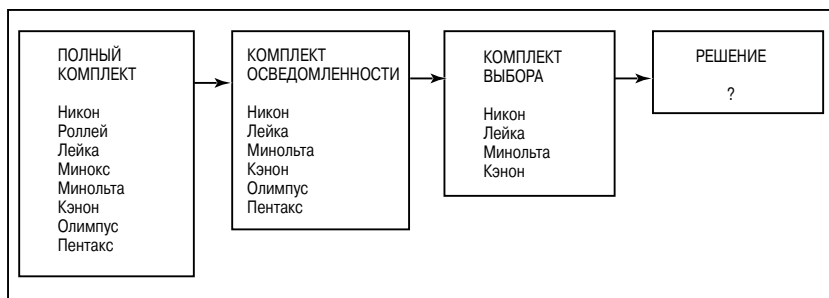 ПОЛНЫЙ
КОМПЛЕКТ
Никон
Роллей
Лейка
Минокс
Минольта
Кэнон
Олимпус
Пентакс
КОМПЛЕКТ
ОСВЕДОМЛЕННОСТИ
Никон
Лейка
Минольта
Кэнон
Олимпус
Пентакс
КОМПЛЕКТ
ВЫБОРА
Никон
Лейка
Минольта
Кэнон
РЕШЕНИЕ
?